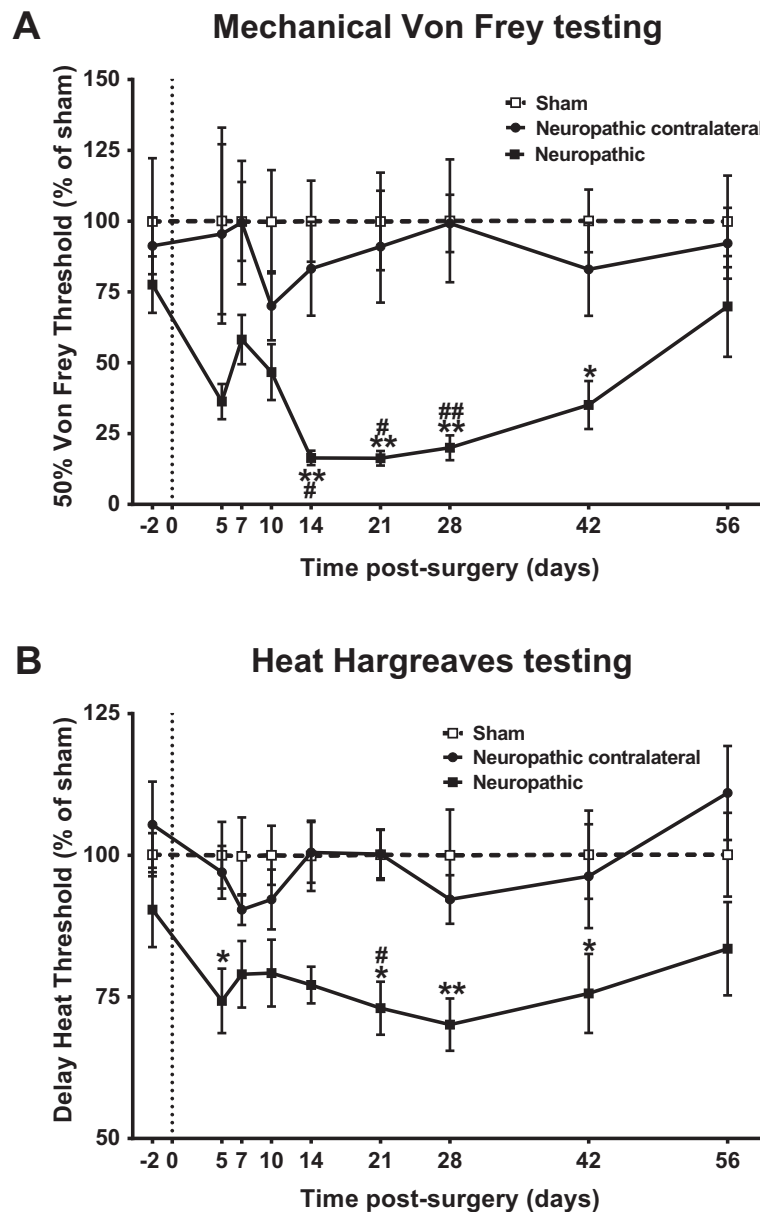 A
Mechanical Von Frey testing
50% Von Frey Threshold (% of sham)
150
125
100
75
50
25
0
Sham
Neuropathic contralateral
Neuropathic
**
#
#
**
##
**
*
-2 0 5 7 10 14 21 28 42 56
Time post-surgery (days)
B
Heat Hargreaves testing
Delay Heat Threshold (% of sham)
125
100
75
50
Sham
Neuropathic contralateral
Neuropathic
*
#
*
**
*
-2 0 5 7 10 14 21 28 42 56
Time post-surgery (days)